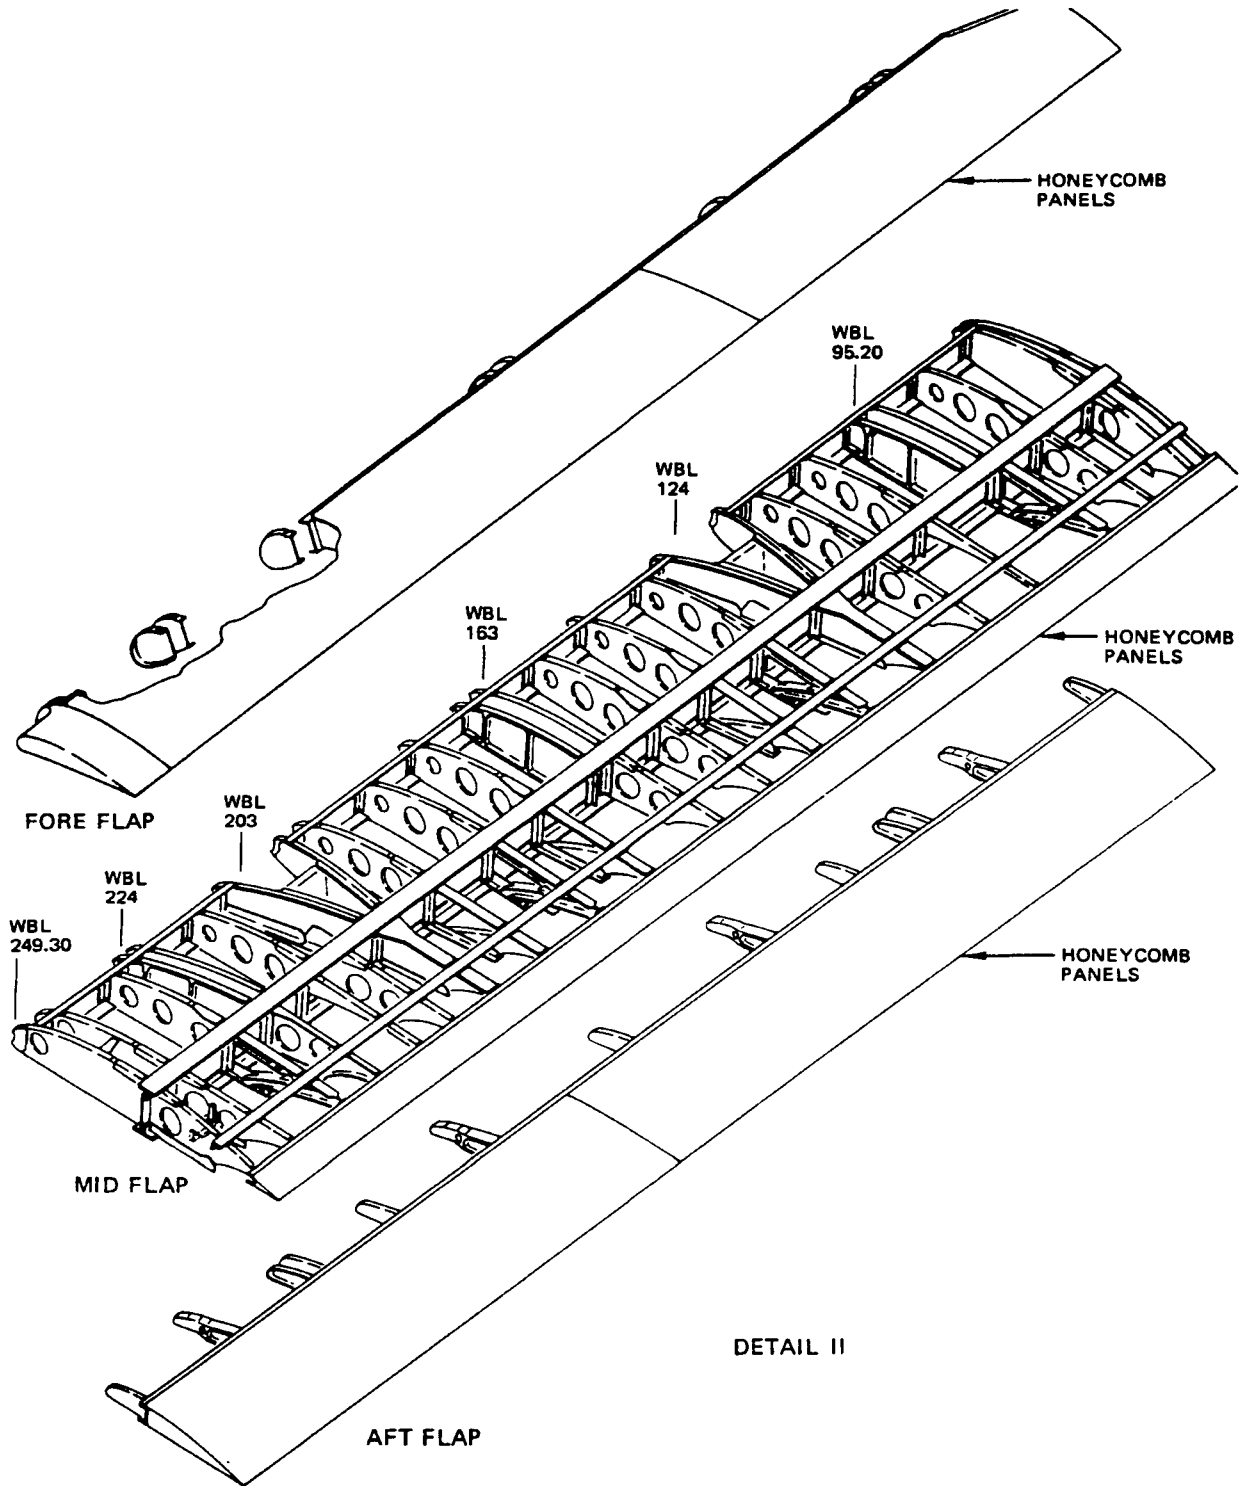 HONEYCOMB
PANELS
WBL
95.20
WBL
124
WBL
163
HONEYCOMB
PANELS
FORE FLAP
WBL
203
WBL
224
WBL
249.30
HONEYCOMB
PANELS
MID FLAP
DETAIL II
AFT FLAP